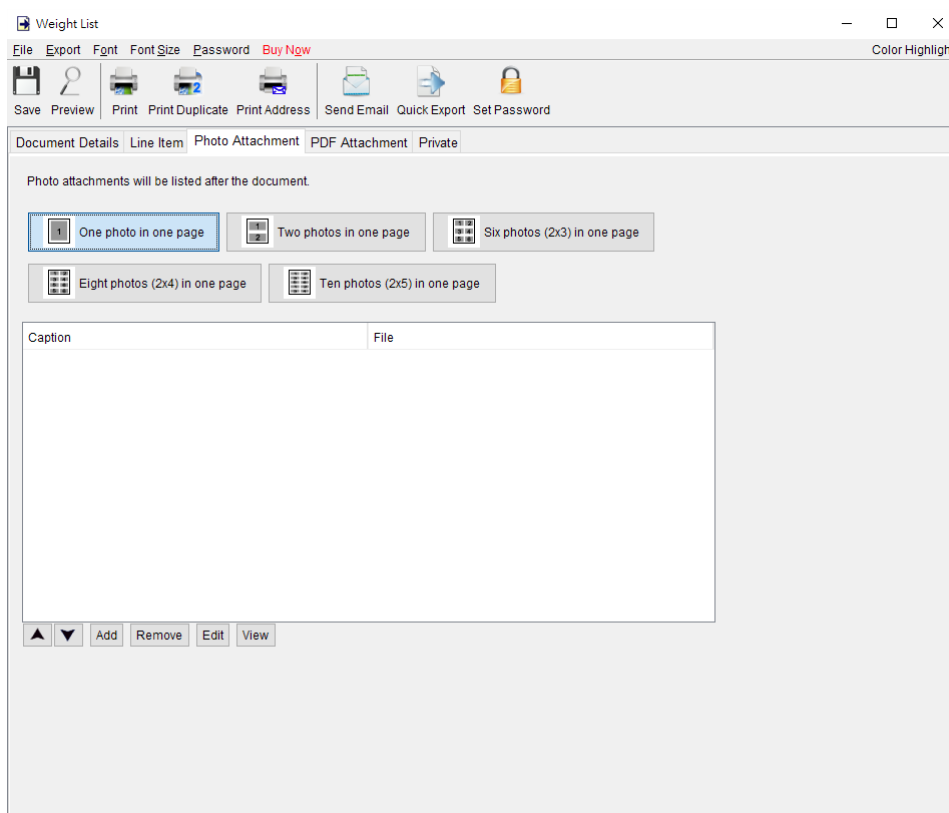 Weight List
File Export Font Font Size Password Buy Now Color Highligh
Save Preview Print Print Duplicate Print Address Send Email Quick Export Set Password
Document Details Line Item Photo Attachment PDF Attachment Private
Photo attachments will be listed after the document.
1 One photo in one page 1 2 Two photos in one page Six photos (2x3) in one page
Eight photos (2x4) in one page Ten photos (2x5) in one page
Caption File
Add Remove Edit View